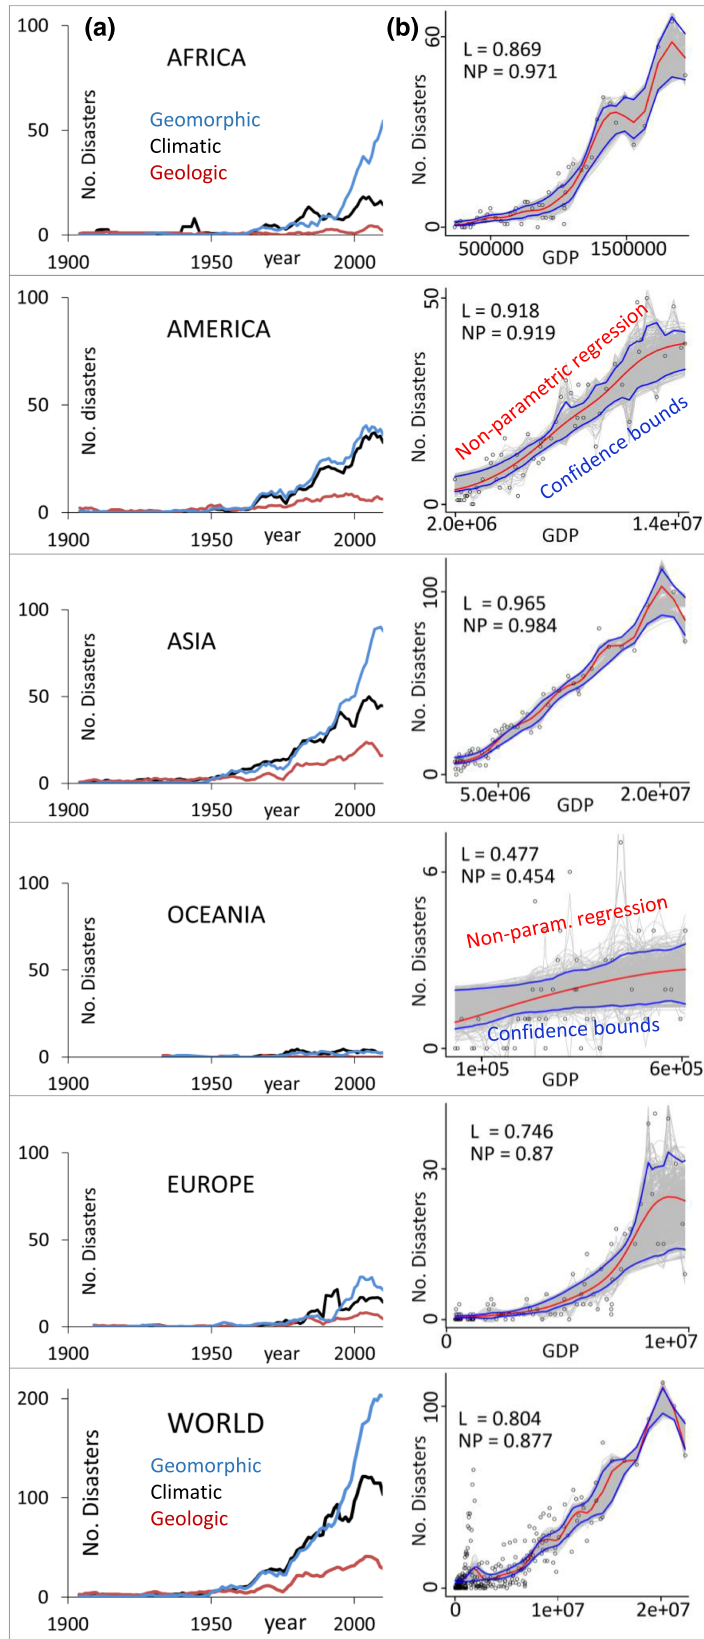 (a)
(b)
AFRICA
No. Disasters
Geomorphic
Climatic
Geologic
100
50
0
1900
1950
year
2000
No. Disasters
L = 0.869
NP = 0.971
60
0
500000
1500000
GDP
AMERICA
No. disasters
100
50
0
1900
1950
year
2000
No. Disasters
L = 0.918
NP = 0.919
Non-parametric regression
Confidence bounds
50
0
2.0e+06
1.4e+07
GDP
ASIA
No. Disasters
100
50
0
1900
1950
year
2000
No. Disasters
L = 0.965
NP = 0.984
100
0
5.0e+06
2.0e+07
GDP
OCEANIA
No. Disasters
100
50
0
1900
1950
year
2000
No. Disasters
L = 0.477
NP = 0.454
Non-param. regression
Confidence bounds
6
0
1e+05
6e+05
GDP
EUROPE
No. Disasters
100
50
0
1900
1950
year
2000
No. Disasters
L = 0.746
NP = 0.87
30
0
0
1e+07
GDP
WORLD
No. Disasters
Geomorphic
Climatic
Geologic
200
100
0
1900
1950
year
2000
No. Disasters
L = 0.804
NP = 0.877
100
0
0
1e+07
2e+07